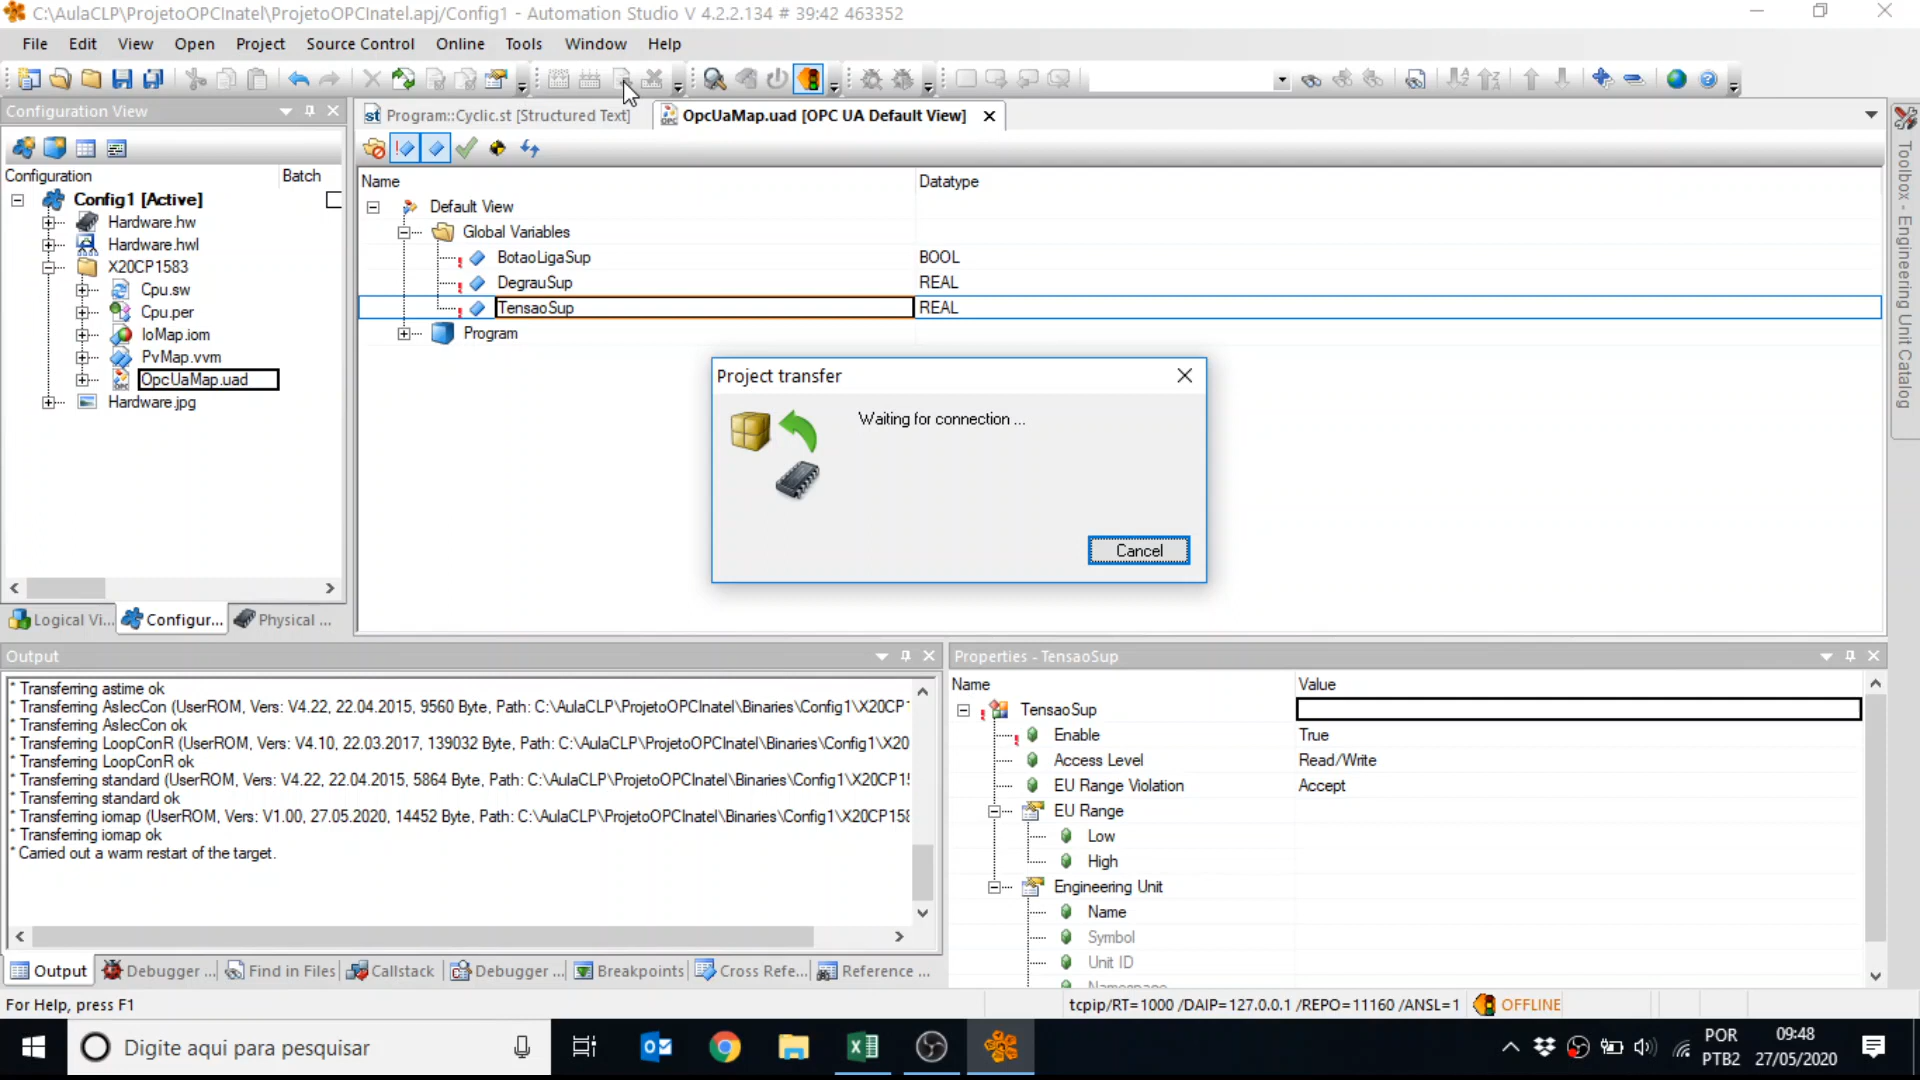 C:\AulaCLP\ProjetoOPCInatel\ProjetoOPCInatel.apj/Config1 - Automation Studio V 4.2.2.134 # 39:42 463352
File Edit View Open Project Source Control Online Tools Window Help
Configuration View
Program::Cyclic.st [Structured Text]
OpcUaMap.uad [OPC UA Default View]
Configuration Batch
Config1 [Active]
Hardware.hw
Hardware.hwl
X20CP1583
Cpu.sw
Cpu.per
IoMap.iom
PvMap.vvm
OpcUaMap.uad
Hardware.jpg
Logical Vi... Configur... Physical ...
Name Datatype
Default View
Global Variables
BotaoLigaSup BOOL
DegrauSup REAL
TensaoSup REAL
Program
Project transfer
Waiting for connection ...
Cancel
Toolbox - Engineering Unit Catalog
Output
* Transferring astime ok
* Transferring AslecCon (UserROM, Vers: V4.22, 22.04.2015, 9560 Byte, Path: C:\AulaCLP\ProjetoOPCInatel\Binaries\Config1\X20CP
* Transferring AslecCon ok
* Transferring LoopConR (UserROM, Vers: V4.10, 22.03.2017, 139032 Byte, Path: C:\AulaCLP\ProjetoOPCInatel\Binaries\Config1\X20
* Transferring LoopConR ok
* Transferring standard (UserROM, Vers: V4.22, 22.04.2015, 5864 Byte, Path: C:\AulaCLP\ProjetoOPCInatel\Binaries\Config1\X20CP1
* Transferring standard ok
* Transferring iomap (UserROM, Vers: V1.00, 27.05.2020, 14452 Byte, Path: C:\AulaCLP\ProjetoOPCInatel\Binaries\Config1\X20CP158
* Transferring iomap ok
* Carried out a warm restart of the target.
Output Debugger ... Find in Files Callstack Debugger ... Breakpoints Cross Refe... Reference ...
Properties - TensaoSup
Name Value
TensaoSup
Enable True
Access Level Read/Write
EU Range Violation Accept
EU Range
Low
High
Engineering Unit
Name
Symbol
Unit ID
Namespace
For Help, press F1
tcpip/RT=1000 /DAIP=127.0.0.1 /REPO=11160 /ANSL=1 OFFLINE
Digite aqui para pesquisar
POR
PTB2
09:48
27/05/2020